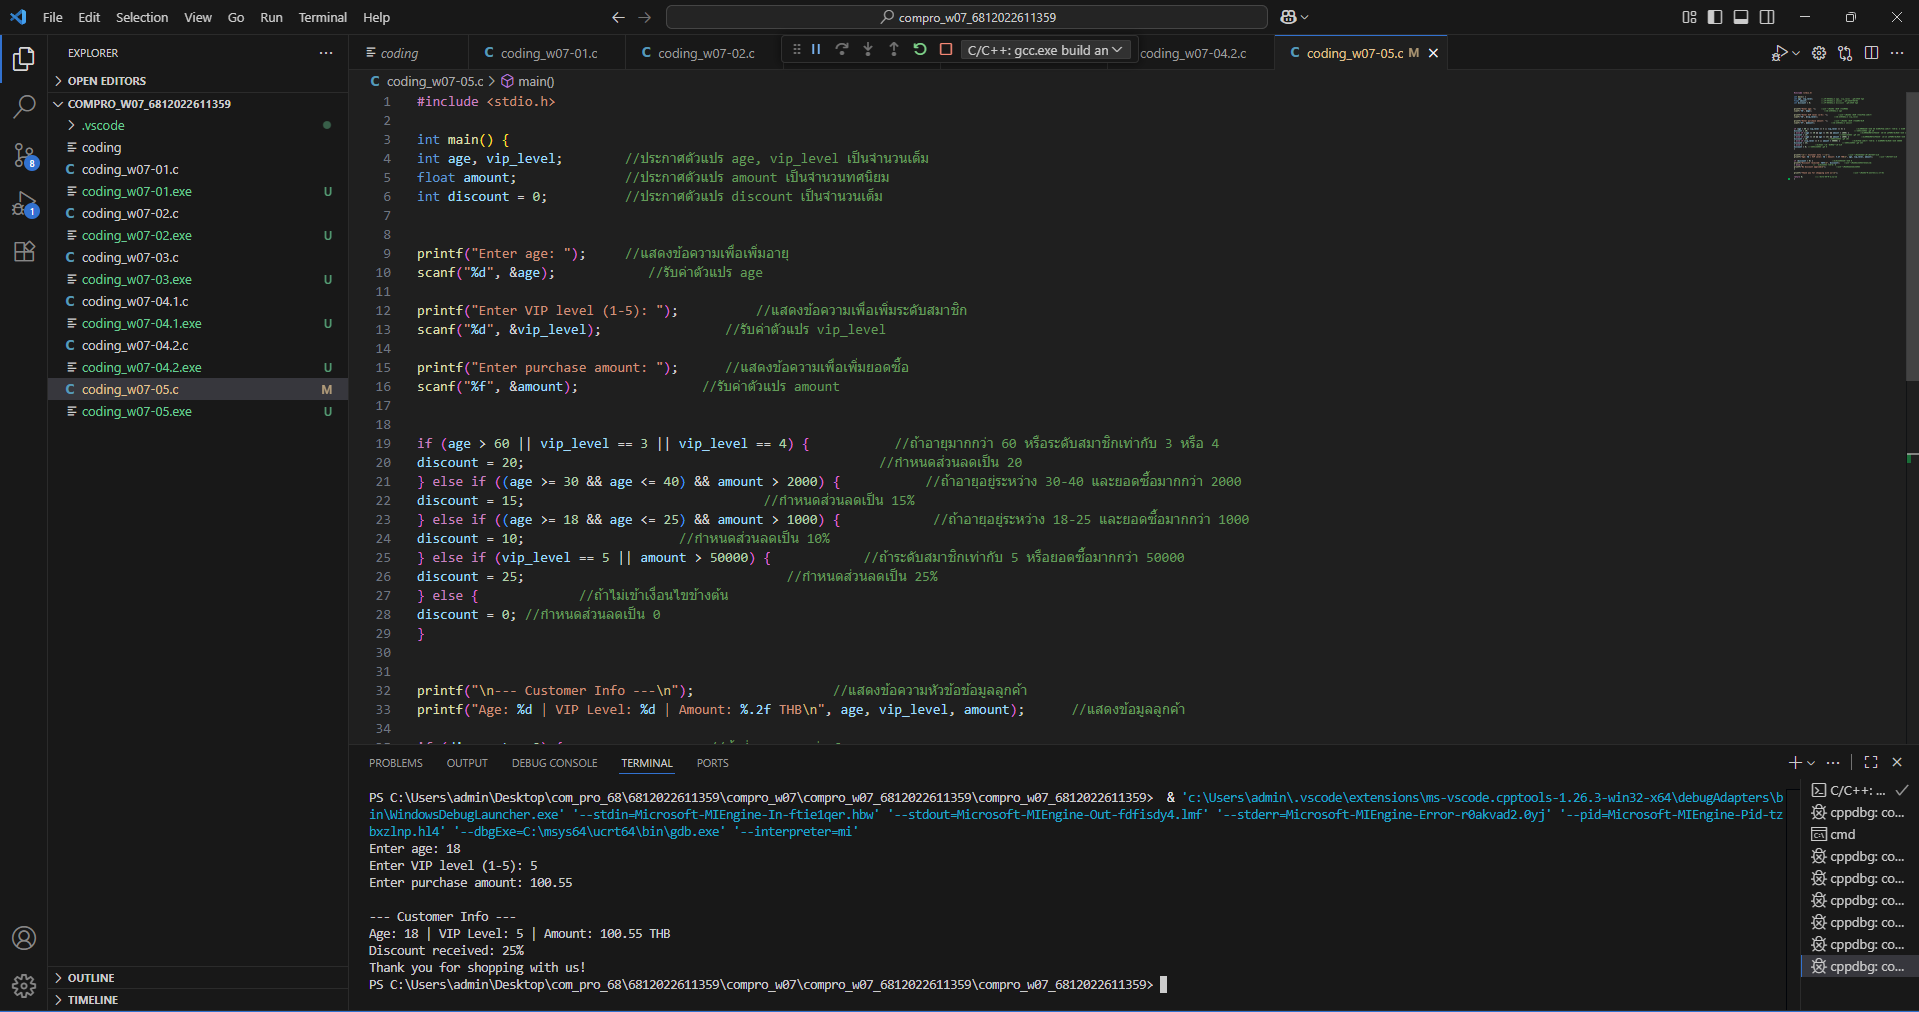 File Edit Selection View Go Run Terminal Help
compro_w07_6812022611359
EXPLORER
OPEN EDITORS
COMPRO_W07_6812022611359
.vscode
coding
coding_w07-01.c
coding_w07-01.exe U
coding_w07-02.c
coding_w07-02.exe U
coding_w07-03.c
coding_w07-03.exe U
coding_w07-04.1.c
coding_w07-04.1.exe U
coding_w07-04.2.c
coding_w07-04.2.exe U
coding_w07-05.c M
coding_w07-05.exe U
OUTLINE
TIMELINE
8
1
coding coding_w07-01.c coding_w07-02.c C/C++: gcc.exe build an coding_w07-04.2.c coding_w07-05.c M
coding_w07-05.c > main()
1 #include <stdio.h>
2
3 int main() {
4 int age, vip_level; //ประกาศตัวแปร age, vip_level เป็นจำนวนเต็ม
5 float amount; //ประกาศตัวแปร amount เป็นจำนวนทศนิยม
6 int discount = 0; //ประกาศตัวแปร discount เป็นจำนวนเต็ม
7
8
9 printf("Enter age: "); //แสดงข้อความเพื่อเพิ่มอายุ
10 scanf("%d", &age); //รับค่าตัวแปร age
11
12 printf("Enter VIP level (1-5): "); //แสดงข้อความเพื่อเพิ่มระดับสมาชิก
13 scanf("%d", &vip_level); //รับค่าตัวแปร vip_level
14
15 printf("Enter purchase amount: "); //แสดงข้อความเพื่อเพิ่มยอดซื้อ
16 scanf("%f", &amount); //รับค่าตัวแปร amount
17
18
19 if (age > 60 || vip_level == 3 || vip_level == 4) { //ถ้าอายุมากกว่า 60 หรือระดับสมาชิกเท่ากับ 3 หรือ 4
20 discount = 20; //กำหนดส่วนลดเป็น 20
21 } else if ((age >= 30 && age <= 40) && amount > 2000) { //ถ้าอายุอยู่ระหว่าง 30-40 และยอดซื้อมากกว่า 2000
22 discount = 15; //กำหนดส่วนลดเป็น 15%
23 } else if ((age >= 18 && age <= 25) && amount > 1000) { //ถ้าอายุอยู่ระหว่าง 18-25 และยอดซื้อมากกว่า 1000
24 discount = 10; //กำหนดส่วนลดเป็น 10%
25 } else if (vip_level == 5 || amount > 50000) { //ถ้าระดับสมาชิกเท่ากับ 5 หรือยอดซื้อมากกว่า 50000
26 discount = 25; //กำหนดส่วนลดเป็น 25%
27 } else { //ถ้าไม่เข้าเงื่อนไขข้างต้น
28 discount = 0; //กำหนดส่วนลดเป็น 0
29 }
30
31
32 printf("\n--- Customer Info ---\n"); //แสดงข้อความหัวข้อข้อมูลลูกค้า
33 printf("Age: %d | VIP Level: %d | Amount: %.2f THB\n", age, vip_level, amount); //แสดงข้อมูลลูกค้า
34
PROBLEMS OUTPUT DEBUG CONSOLE TERMINAL PORTS
PS C:\Users\admin\Desktop\com_pro_68\6812022611359\compro_w07\compro_w07_6812022611359\compro_w07_6812022611359> & 'c:\Users\admin\.vscode\extensions\ms-vscode.cpptools-1.26.3-win32-x64\debugAdapters\b
in\WindowsDebugLauncher.exe' '--stdin=Microsoft-MIEngine-In-ftie1qer.hbw' '--stdout=Microsoft-MIEngine-Out-fdfisdy4.lmf' '--stderr=Microsoft-MIEngine-Error-r0akvad2.0yj' '--pid=Microsoft-MIEngine-Pid-tz
bxzlnp.hl4' '--dbgExe=C:\msys64\ucrt64\bin\gdb.exe' '--interpreter=mi'
Enter age: 18
Enter VIP level (1-5): 5
Enter purchase amount: 100.55
--- Customer Info ---
Age: 18 | VIP Level: 5 | Amount: 100.55 THB
Discount received: 25%
Thank you for shopping with us!
PS C:\Users\admin\Desktop\com_pro_68\6812022611359\compro_w07\compro_w07_6812022611359\compro_w07_6812022611359>
C/C++: ...
cppdbg: co...
cmd
cppdbg: co...
cppdbg: co...
cppdbg: co...
cppdbg: co...
cppdbg: co...
cppdbg: co...